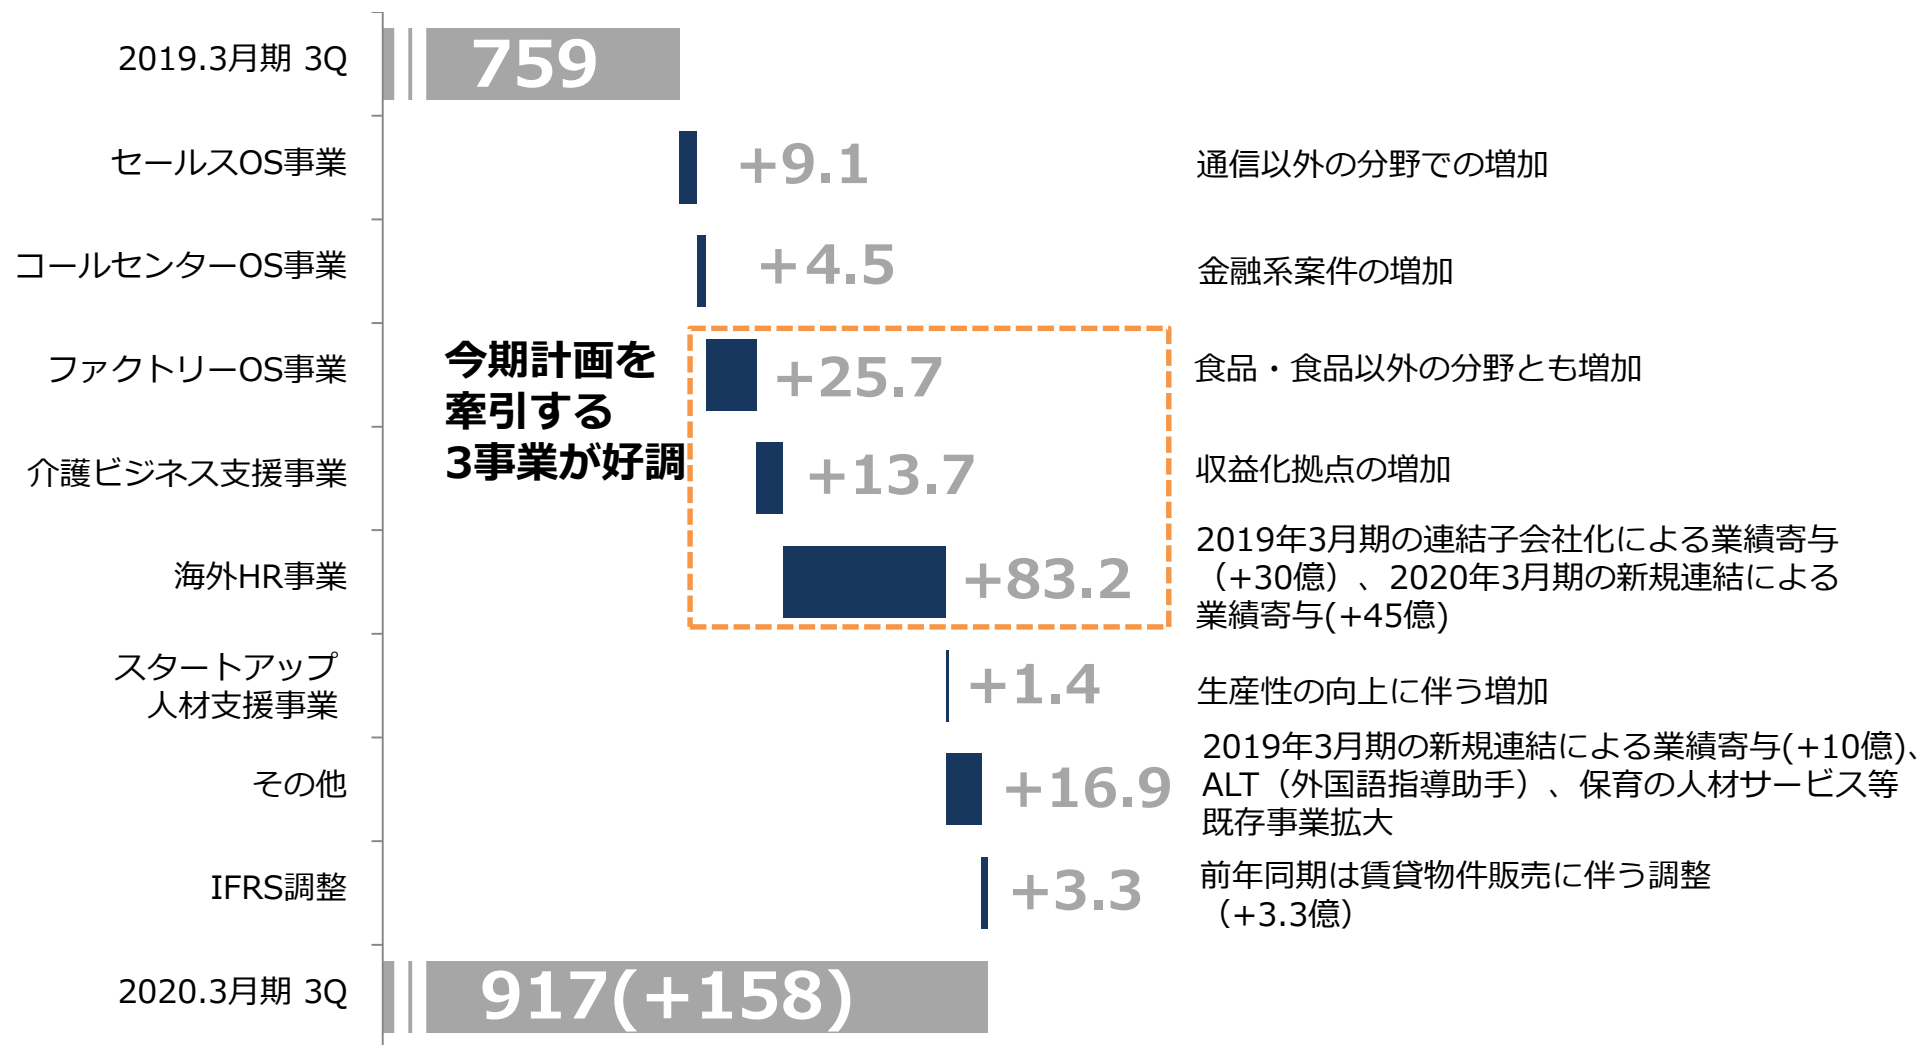 2019.3月期 3Q
759
セールスOS事業
+9.1
通信以外の分野での増加
コールセンターOS事業
+4.5
金融系案件の増加
今期計画を
牽引する
3事業が好調
ファクトリーOS事業
+25.7
食品・食品以外の分野とも増加
介護ビジネス支援事業
+13.7
収益化拠点の増加
海外HR事業
+83.2
2019年3月期の連結子会社化による業績寄与
（+30億）、2020年3月期の新規連結による
業績寄与(+45億)
スタートアップ
人材支援事業
+1.4
生産性の向上に伴う増加
その他
+16.9
2019年3月期の新規連結による業績寄与(+10億)、
ALT（外国語指導助手）、保育の人材サービス等
既存事業拡大
IFRS調整
+3.3
前年同期は賃貸物件販売に伴う調整
（+3.3億）
2020.3月期 3Q
917(+158)